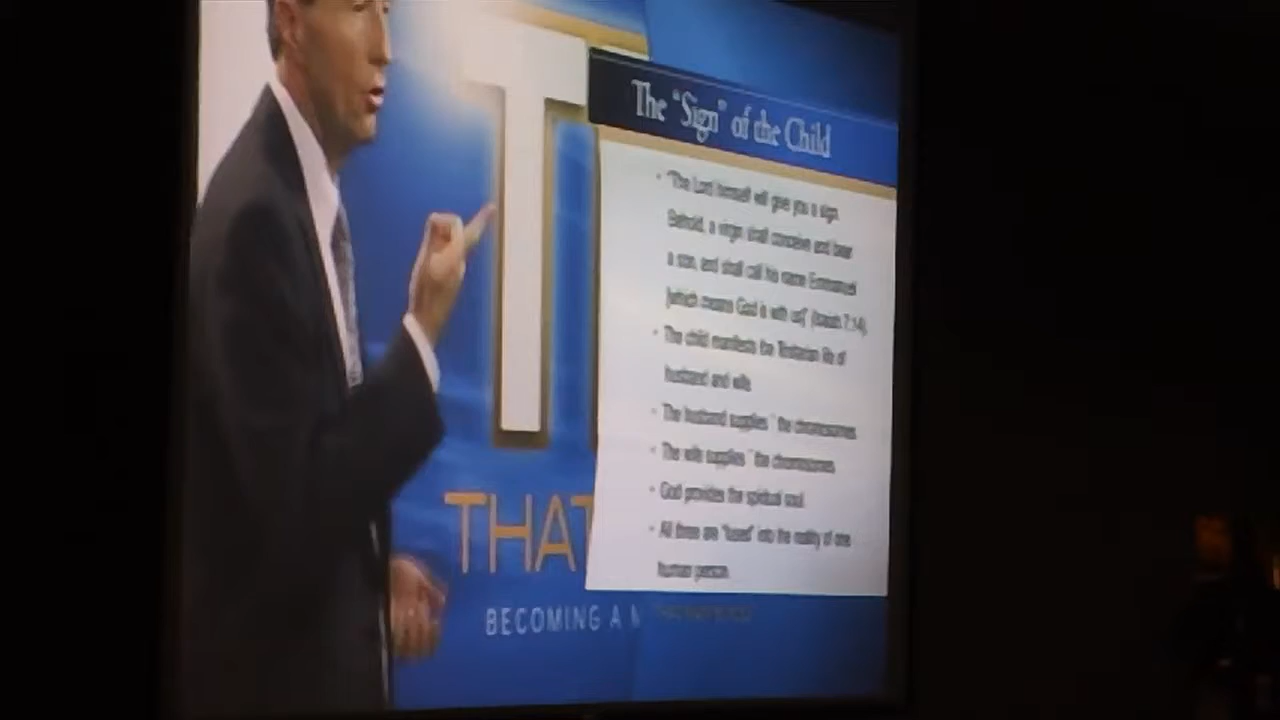 T
THAT
BECOMING A M
The "Sign" of the Child
• "The Lord himself will give you a sign.
Behold, a virgin shall conceive and bear
a son, and shall call his name Emmanuel
[which means God is with us]" (Isaiah 7:14).
• The child manifests the Trinitarian life of
husband and wife.
• The husband supplies the chromosomes.
• The wife supplies the chromosomes.
• God provides the spiritual soul.
• All three are "fused" into the reality of one
human person.